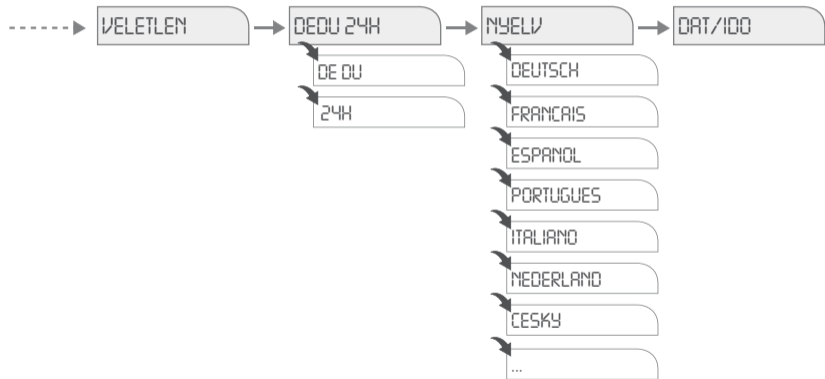 VELETLEN
DEDU 24H
NYELV
DAT/IDO
DE DU
24H
DEUTSCH
FRANCAIS
ESPANOL
PORTUGUES
ITALIANO
NEDERLAND
CESKY
...